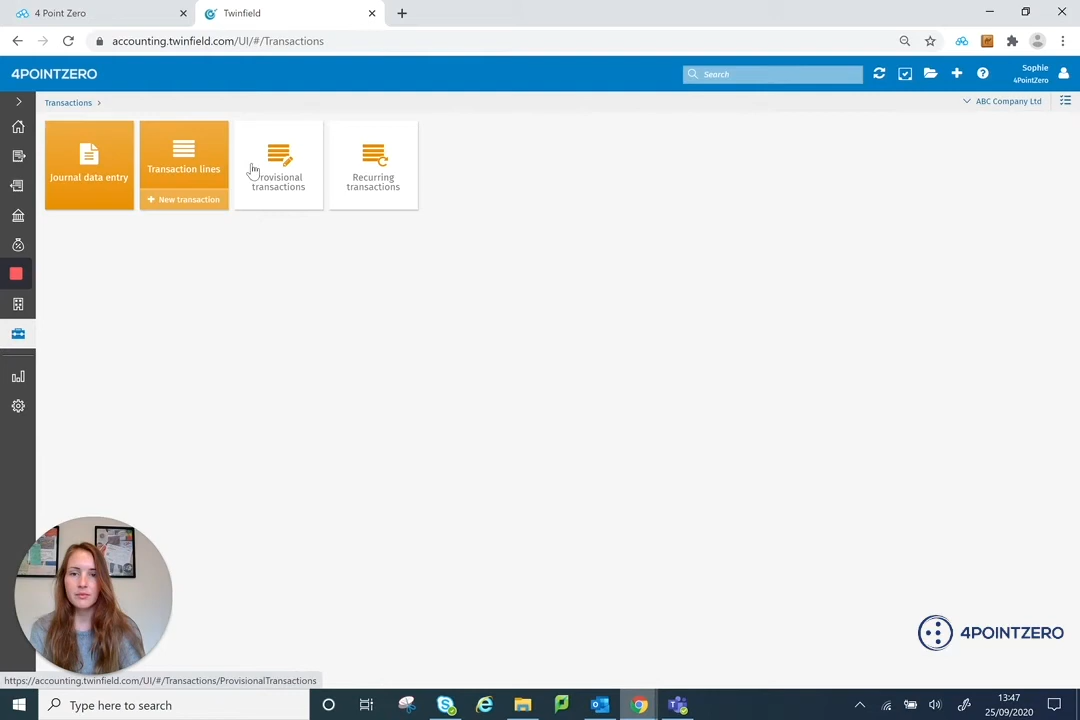 4 Point Zero
Twinfield
accounting.twinfield.com/UI/#/Transactions
4POINTZERO
Search
Sophie
4PointZero
Transactions
ABC Company Ltd
Journal data entry
Transaction lines
+ New transaction
Provisional
transactions
Recurring
transactions
4POINTZERO
https://accounting.twinfield.com/UI/#/Transactions/ProvisionalTransactions
Type here to search
13:47
25/09/2020